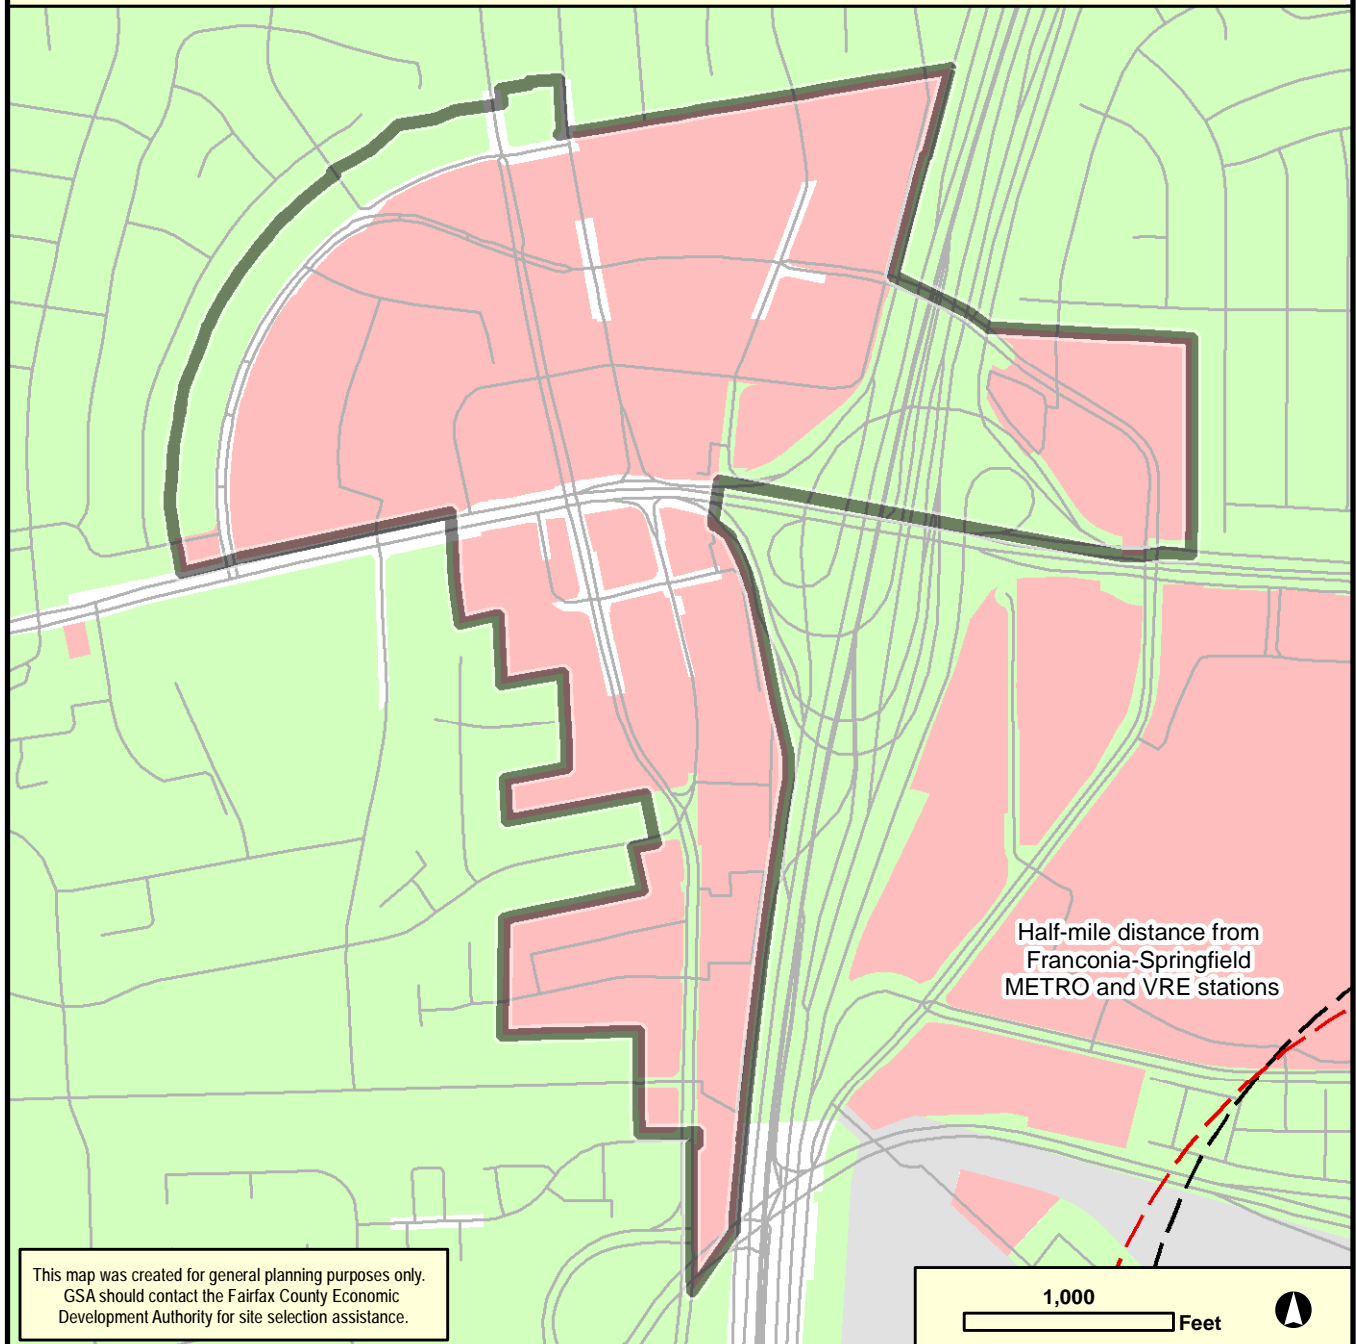 Half-mile distance from
Franconia-Springfield
METRO and VRE stations
This map was created for general planning purposes only.
GSA should contact the Fairfax County Economic
Development Authority for site selection assistance.
1,000
Feet